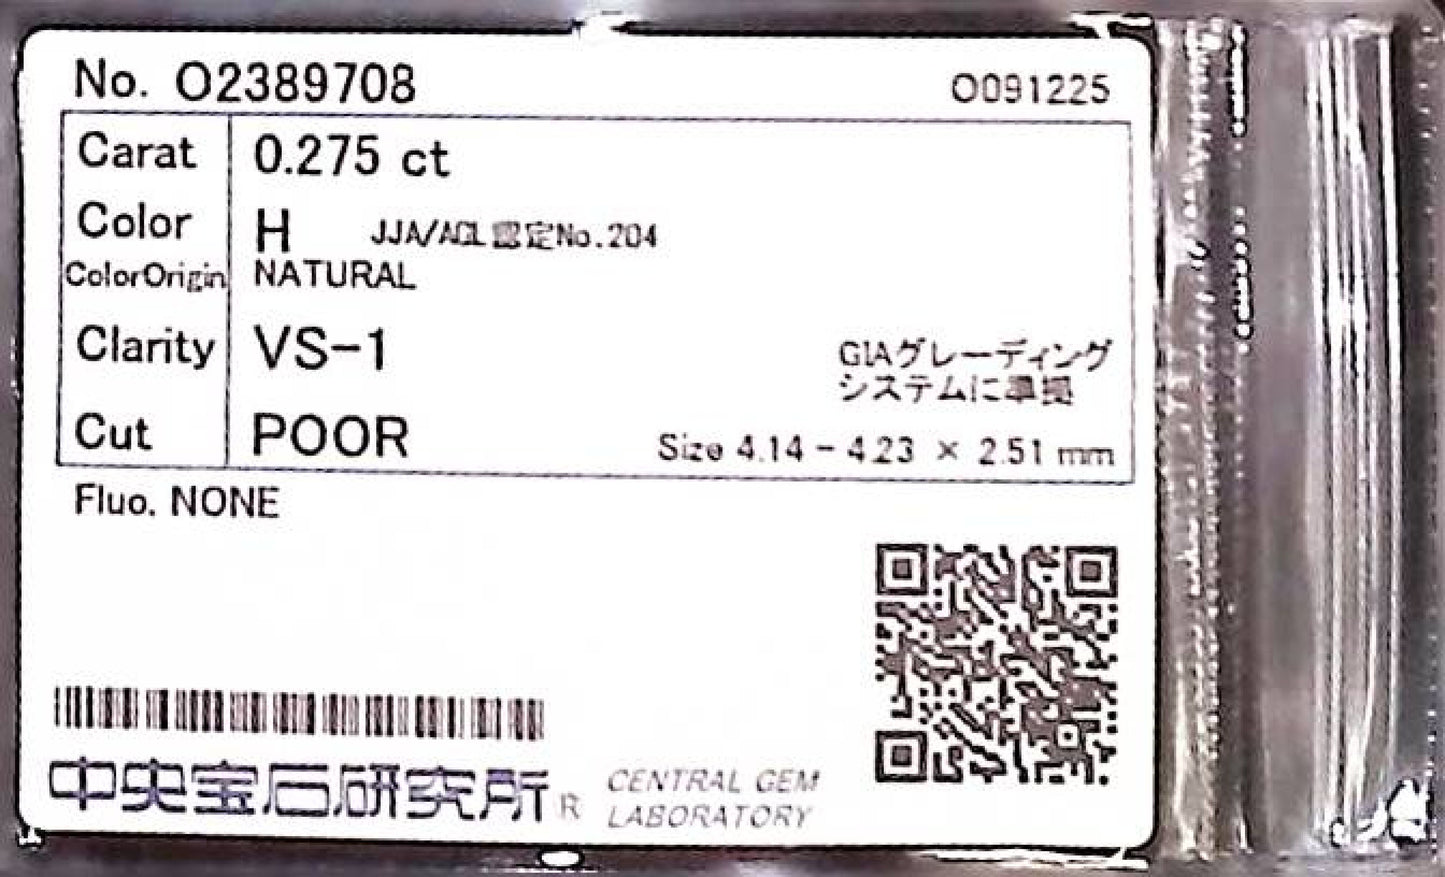 No. O2389708
O091225
Carat 0.275 ct
Color H JJA/AGL認定No.204
ColorOrigin NATURAL
Clarity VS-1
GIAグレーディング
システムに準拠
Cut POOR
Size 4.14 - 4.23 × 2.51 mm
Fluo. NONE
中央宝石研究所 R
CENTRAL GEM
LABORATORY